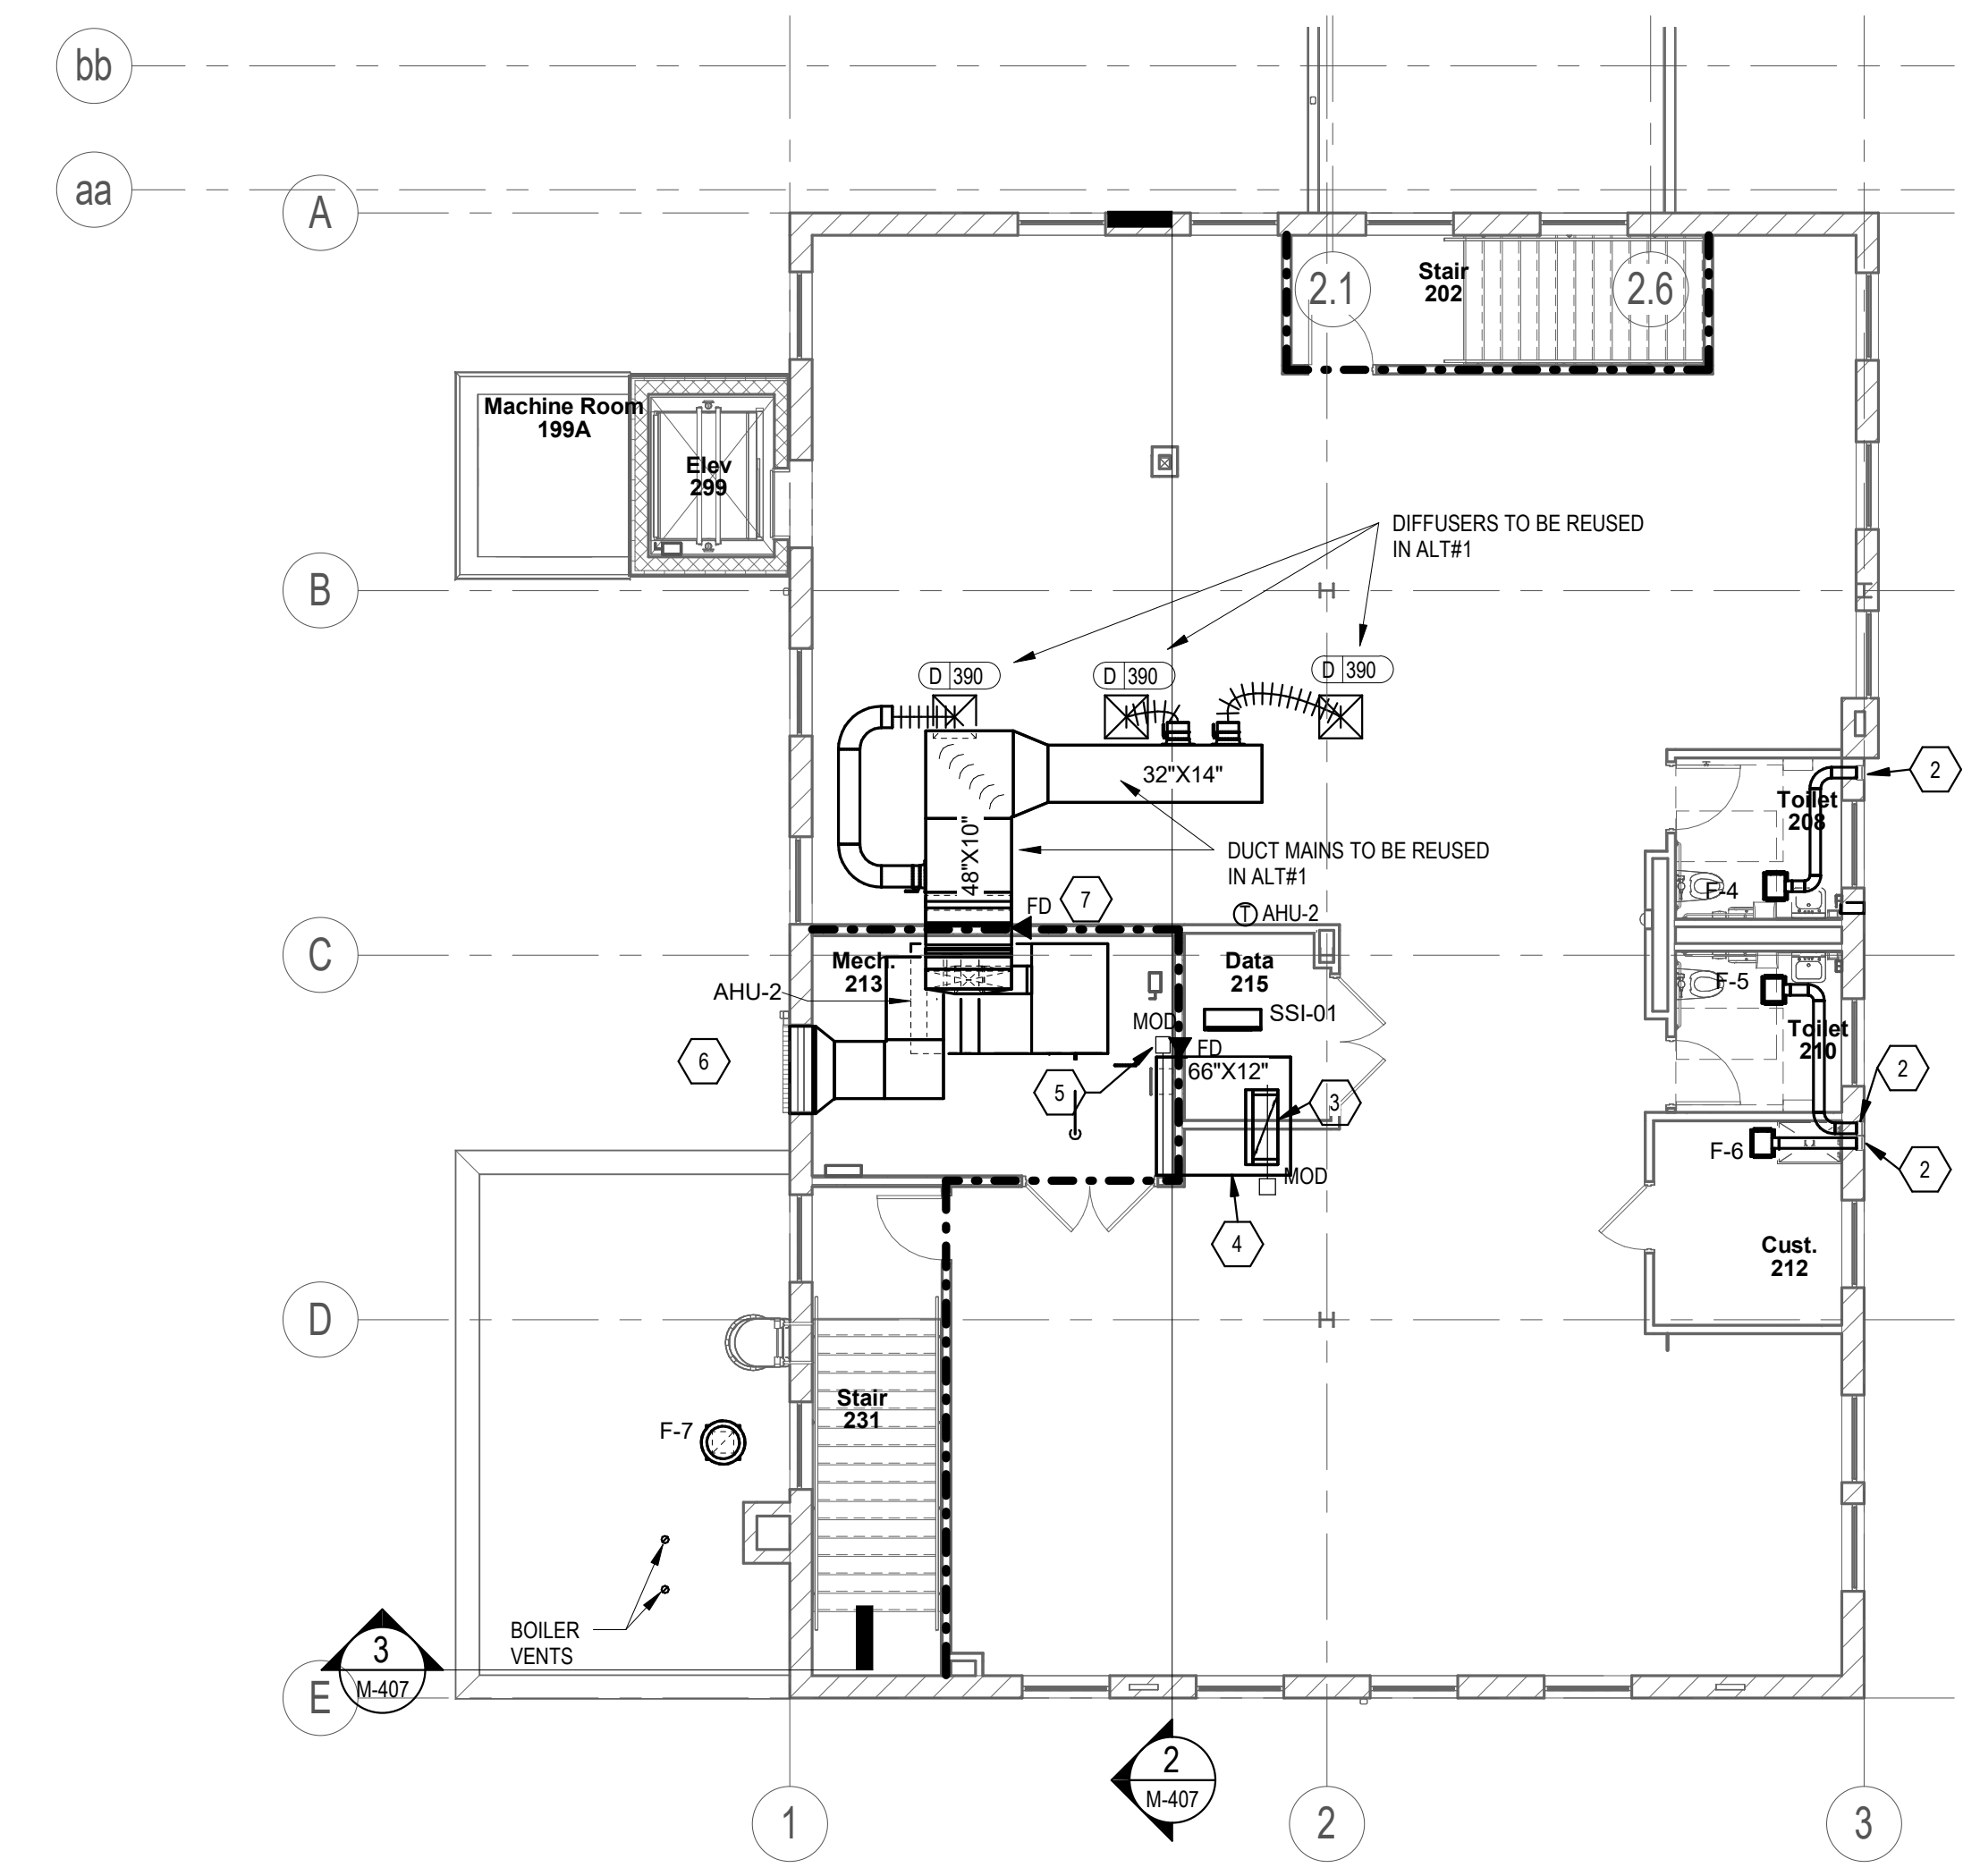 bb
aa
A
2.1
Stair
202
2.6
Machine Room
199A
Elev
299
DIFFUSERS TO BE REUSED
IN ALT#1
B
D 390
D 390
D 390
32"X14"
2
Toilet
208
48"X10"
DUCT MAINS TO BE REUSED
IN ALT#1
F-4
FD
7
T AHU-2
C
Mech.
213
Data
215
F-5
AHU-2
SSI-01
MOD
Toilet
210
FD
6
66"X12"
2
5
3
F-6
2
MOD
4
Cust.
212
D
Stair
231
F-7
BOILER
VENTS
3
M-407
E
2
M-407
1
2
3